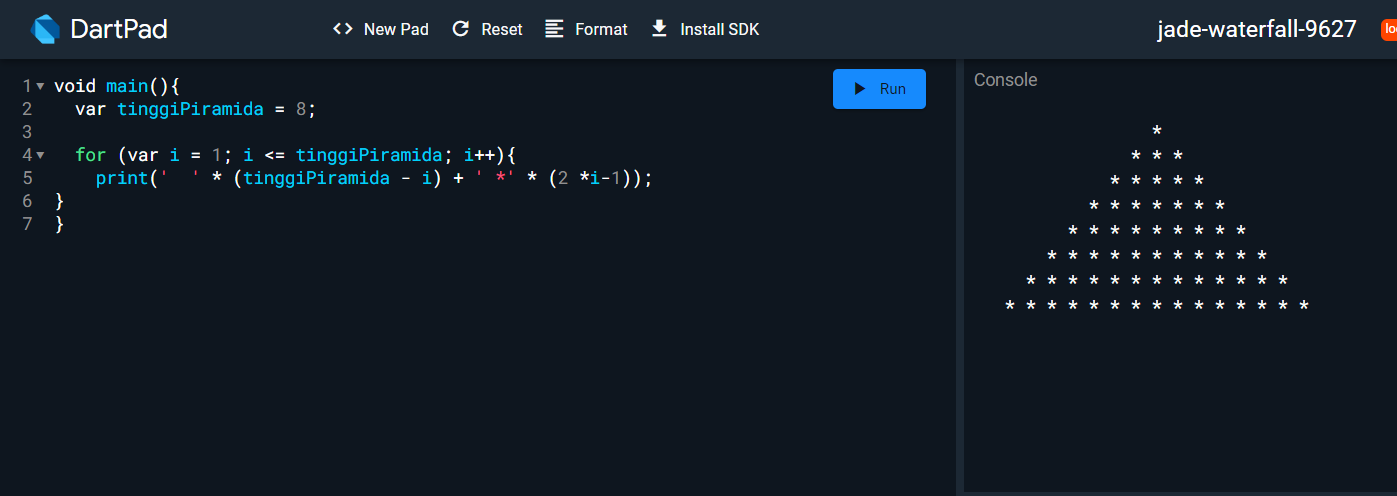 DartPad
<> New Pad
Reset
Format
Install SDK
jade-waterfall-9627
lo
1 void main(){
2   var tinggiPiramida = 8;
3
4   for (var i = 1; i <= tinggiPiramida; i++){
5     print('  ' * (tinggiPiramida - i) + ' *' * (2 *i-1));
6 }
7 }
Run
Console
*
* * *
* * * * *
* * * * * * *
* * * * * * * * *
* * * * * * * * * * *
* * * * * * * * * * * * *
* * * * * * * * * * * * * * *